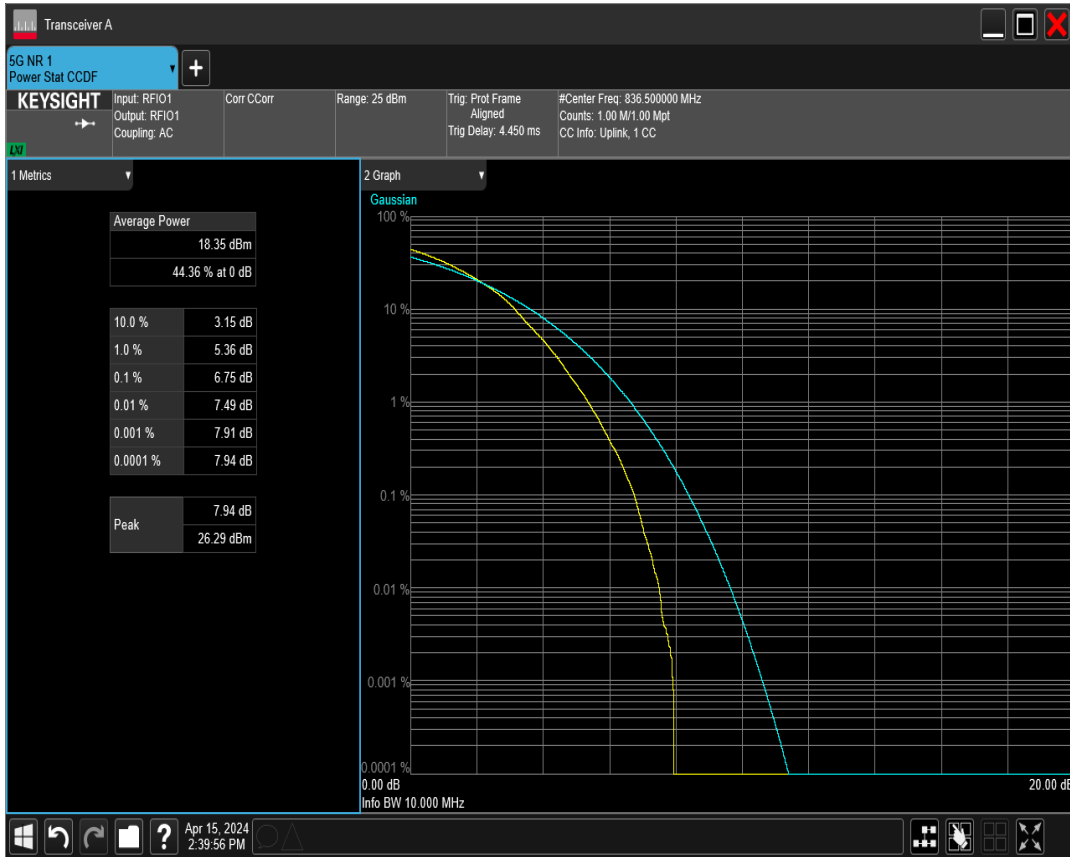 Transceiver A
5G NR 1
Power Stat CCDF
KEYSIGHT
LXI
Input: RFIO1
Output: RFIO1
Coupling: AC
Corr CCorr
Range: 25 dBm
Trig: Prot Frame
Aligned
Trig Delay: 4.450 ms
#Center Freq: 836.500000 MHz
Counts: 1.00 M/1.00 Mpt
CC Info: Uplink, 1 CC
1 Metrics
Average Power
18.35 dBm
44.36 % at 0 dB
10.0 % 3.15 dB
1.0 % 5.36 dB
0.1 % 6.75 dB
0.01 % 7.49 dB
0.001 % 7.91 dB
0.0001 % 7.94 dB
Peak
7.94 dB
26.29 dBm
2 Graph
Gaussian
100 %
10 %
1 %
0.1 %
0.01 %
0.001 %
0.0001 %
0.00 dB 20.00 dB
Info BW 10.000 MHz
?
Apr 15, 2024
2:39:56 PM